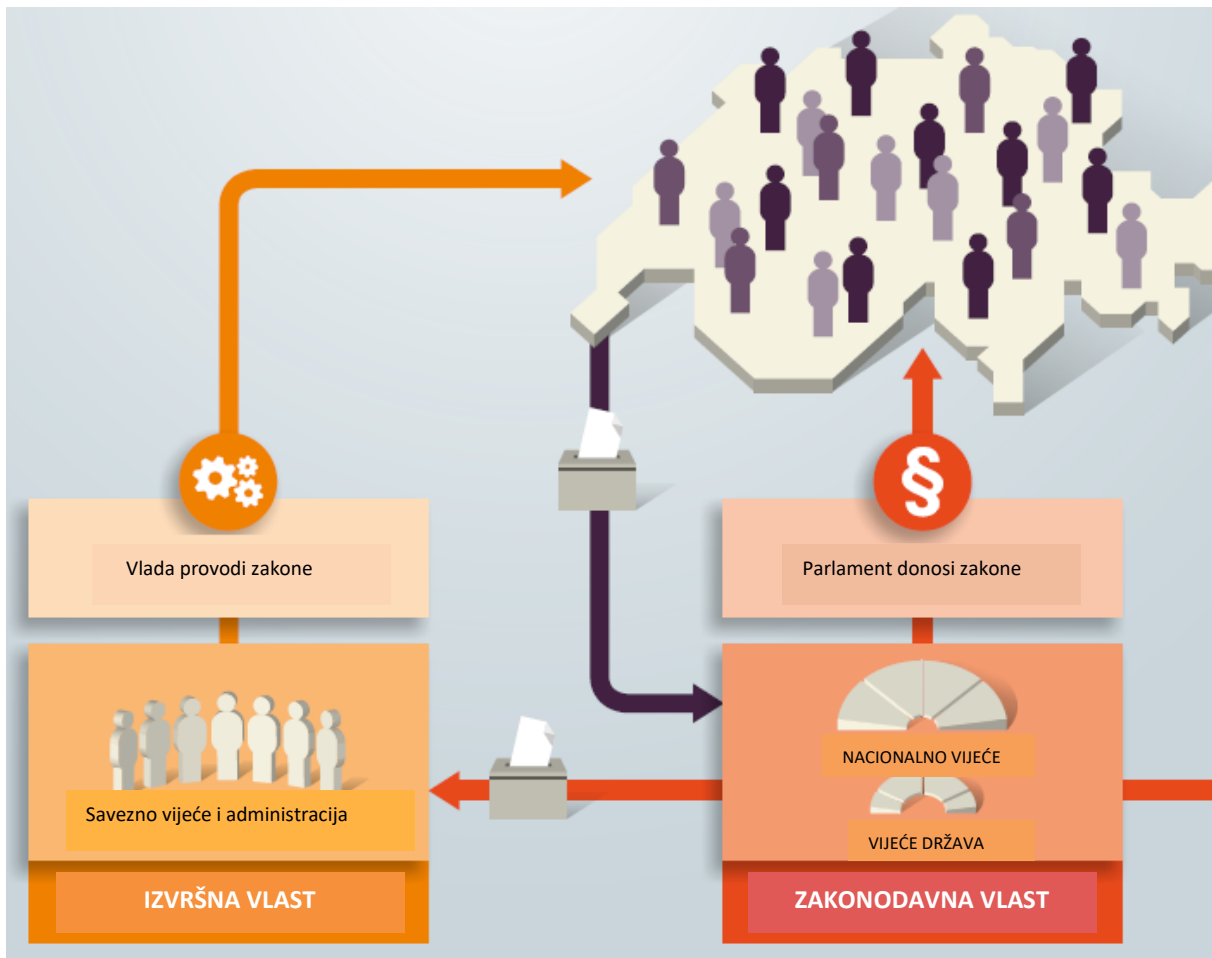 §
Vlada provodi zakone
Parlament donosi zakone
NACIONALNO VIJEĆE
Savezno vijeće i administracija
VIJEĆE DRŽAVA
IZVRŠNA VLAST
ZAKONODAVNA VLAST